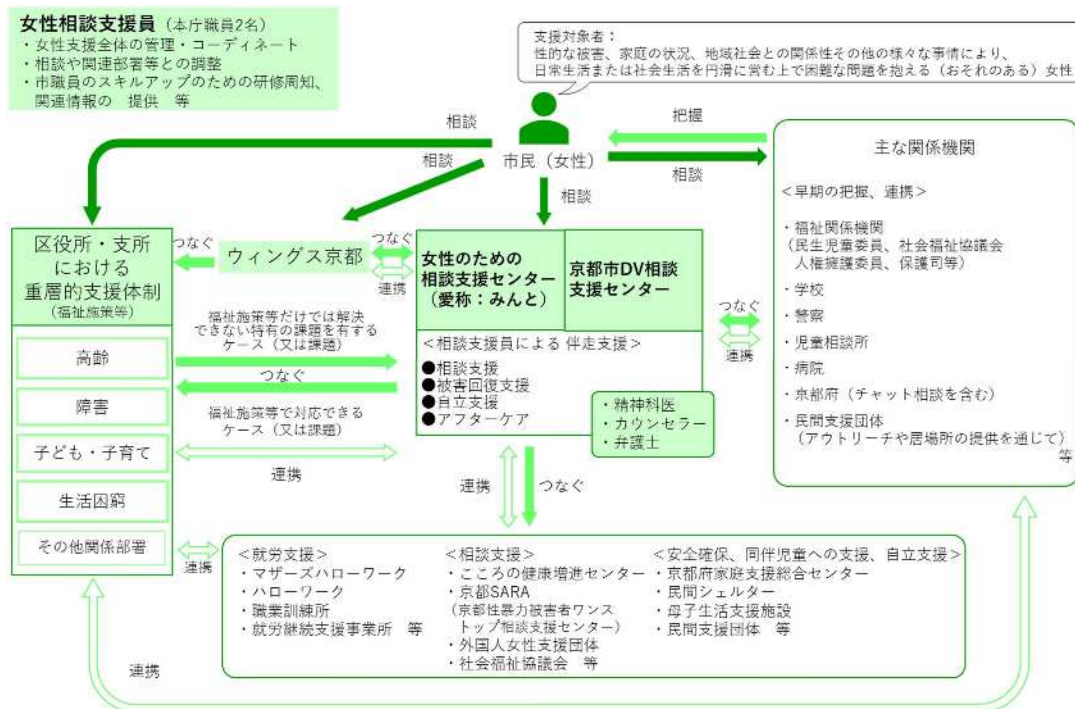 女性相談支援員（本庁職員2名）
・女性支援全体の管理・コーディネート
・相談や関連部署等との調整
・市職員のスキルアップのための研修周知、
関連情報の　提供　等
支援対象者：
性的な被害、家庭の状況、地域社会との関係性その他の様々な事情により、
日常生活または社会生活を円滑に営む上で困難な問題を抱える（おそれのある）女性
相談
相談
市民（女性）
相談
把握
相談
主な関係機関
＜早期の把握、連携＞
・福祉関係機関
（民生児童委員、社会福祉協議会
人権擁護委員、保護司等）
・学校
・警察
・児童相談所
・病院
・京都府（チャット相談を含む）
・民間支援団体
（アウトリーチや居場所の提供を通じて）
等
区役所・支所
における
重層的支援体制
（福祉施策等）
高齢
障害
子ども・子育て
生活困窮
その他関係部署
つなぐ
ウィングス京都
つなぐ
連携
女性のための
相談支援センター
（愛称：みんと）
京都市DV相談
支援センター
＜相談支援員による 伴走支援＞
●相談支援
●被害回復支援
●自立支援
●アフターケア
・精神科医
・カウンセラー
・弁護士
つなぐ
連携
福祉施策等だけでは解決
できない特有の課題を有する
ケース（又は課題）
つなぐ
福祉施策等で対応できる
ケース（又は課題）
連携
連携
つなぐ
連携
＜就労支援＞
・マザーズハローワーク
・ハローワーク
・職業訓練所
・就労継続支援事業所　等
＜相談支援＞
・こころの健康増進センター
・京都SARA
（京都性暴力被害者ワンス
トップ相談支援センター）
・外国人女性支援団体
・社会福祉協議会　等
＜安全確保、同伴児童への支援、自立支援＞
・京都府家庭支援総合センター
・民間シェルター
・母子生活支援施設
・民間支援団体　等
連携